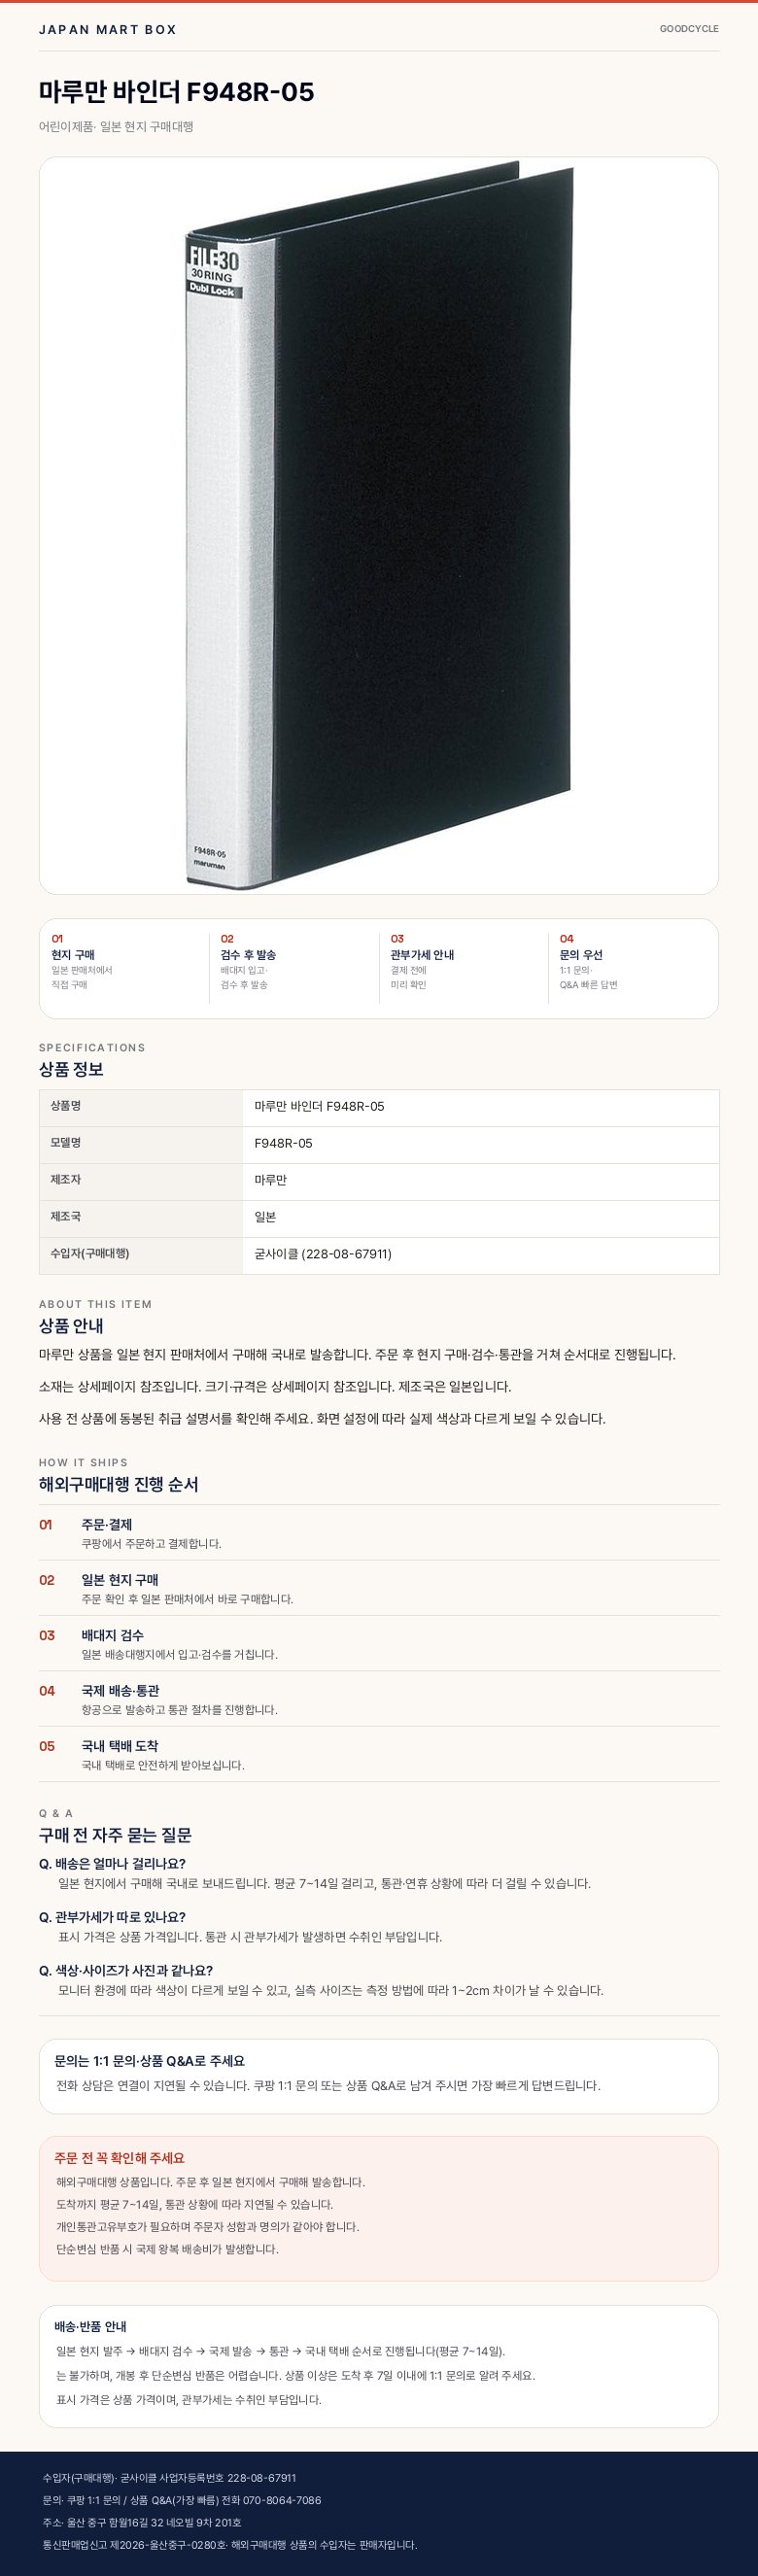 JAPAN MART BOX
GOODCYCLE
마루만 바인더 F948R-05
어린이제품· 일본 현지 구매대행
FILE30
30 RING
Dubl Lock
F948R-05
maruman
01
현지 구매
일본 판매처에서
직접 구매
02
검수 후 발송
배대지 입고·
검수 후 발송
03
관부가세 안내
결제 전에
미리 확인
04
문의 우선
1:1 문의·
Q&A 빠른 답변
SPECIFICATIONS
상품 정보
상품명 마루만 바인더 F948R-05
모델명 F948R-05
제조자 마루만
제조국 일본
수입자(구매대행) 굳사이클 (228-08-67911)
ABOUT THIS ITEM
상품 안내
마루만 상품을 일본 현지 판매처에서 구매해 국내로 발송합니다. 주문 후 현지 구매·검수·통관을 거쳐 순서대로 진행됩니다.
소재는 상세페이지 참조입니다. 크기·규격은 상세페이지 참조입니다. 제조국은 일본입니다.
사용 전 상품에 동봉된 취급 설명서를 확인해 주세요. 화면 설정에 따라 실제 색상과 다르게 보일 수 있습니다.
HOW IT SHIPS
해외구매대행 진행 순서
01 주문·결제
쿠팡에서 주문하고 결제합니다.
02 일본 현지 구매
주문 확인 후 일본 판매처에서 바로 구매합니다.
03 배대지 검수
일본 배송대행지에서 입고·검수를 거칩니다.
04 국제 배송·통관
항공으로 발송하고 통관 절차를 진행합니다.
05 국내 택배 도착
국내 택배로 안전하게 받아보십니다.
Q & A
구매 전 자주 묻는 질문
Q. 배송은 얼마나 걸리나요?
일본 현지에서 구매해 국내로 보내드립니다. 평균 7~14일 걸리고, 통관·연휴 상황에 따라 더 걸릴 수 있습니다.
Q. 관부가세가 따로 있나요?
표시 가격은 상품 가격입니다. 통관 시 관부가세가 발생하면 수취인 부담입니다.
Q. 색상·사이즈가 사진과 같나요?
모니터 환경에 따라 색상이 다르게 보일 수 있고, 실측 사이즈는 측정 방법에 따라 1~2cm 차이가 날 수 있습니다.
문의는 1:1 문의·상품 Q&A로 주세요
전화 상담은 연결이 지연될 수 있습니다. 쿠팡 1:1 문의 또는 상품 Q&A로 남겨 주시면 가장 빠르게 답변드립니다.
주문 전 꼭 확인해 주세요
해외구매대행 상품입니다. 주문 후 일본 현지에서 구매해 발송합니다.
도착까지 평균 7~14일, 통관 상황에 따라 지연될 수 있습니다.
개인통관고유부호가 필요하며 주문자 성함과 명의가 같아야 합니다.
단순변심 반품 시 국제 왕복 배송비가 발생합니다.
배송·반품 안내
일본 현지 발주 → 배대지 검수 → 국제 발송 → 통관 → 국내 택배 순서로 진행됩니다(평균 7~14일).
는 불가하며, 개봉 후 단순변심 반품은 어렵습니다. 상품 이상은 도착 후 7일 이내에 1:1 문의로 알려 주세요.
표시 가격은 상품 가격이며, 관부가세는 수취인 부담입니다.
수입자(구매대행)· 굳사이클 사업자등록번호 228-08-67911
문의· 쿠팡 1:1 문의 / 상품 Q&A(가장 빠름) 전화 070-8064-7086
주소· 울산 중구 함월16길 32 네오빌 9차 201호
통신판매업신고 제2026-울산중구-0280호· 해외구매대행 상품의 수입자는 판매자입니다.